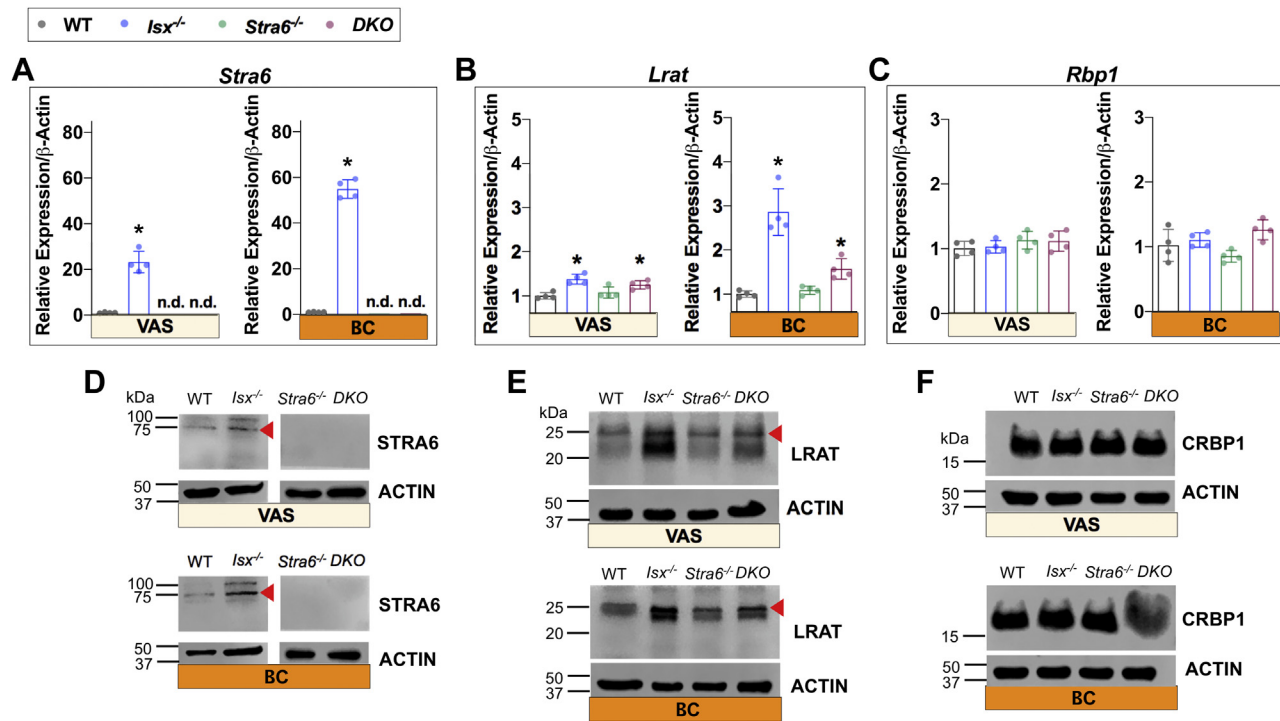 WT Isx-/- Stra6-/- DKO
A Stra6
Relative Expression/β-Actin
80
60
40
20
0
*
n.d. n.d.
VAS
Relative Expression/β-Actin
80
60
40
20
0
*
n.d. n.d.
BC
B Lrat
Relative Expression/β-Actin
5
4
3
2
1
* *
VAS
Relative Expression/β-Actin
5
4
3
2
1
* *
BC
C Rbp1
Relative Expression/β-Actin
3
2
1
0
VAS
Relative Expression/β-Actin
3
2
1
0
BC
D
kDa WT Isx-/- Stra6-/- DKO
100
75
STRA6
50
37
ACTIN
VAS
WT Isx-/- Stra6-/- DKO
100
75
STRA6
50
37
ACTIN
BC
E
WT Isx-/- Stra6-/- DKO
kDa
25
20
LRAT
50
37
ACTIN
VAS
WT Isx-/- Stra6-/- DKO
25
20
LRAT
50
37
ACTIN
BC
F
WT Isx-/- Stra6-/- DKO
kDa
15
CRBP1
50
37
ACTIN
VAS
WT Isx-/- Stra6-/- DKO
15
CRBP1
50
37
ACTIN
BC